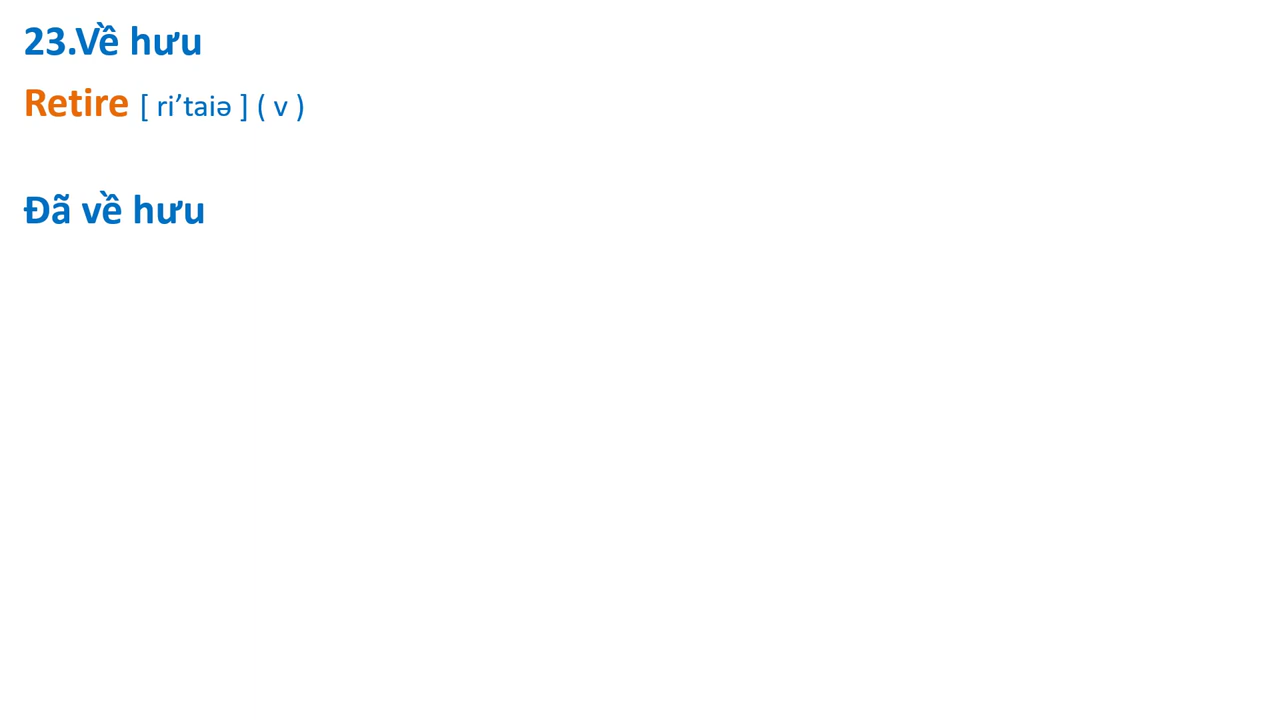 23.Về hưu
Retire [ ri’taiə ] ( v )
Đã về hưu